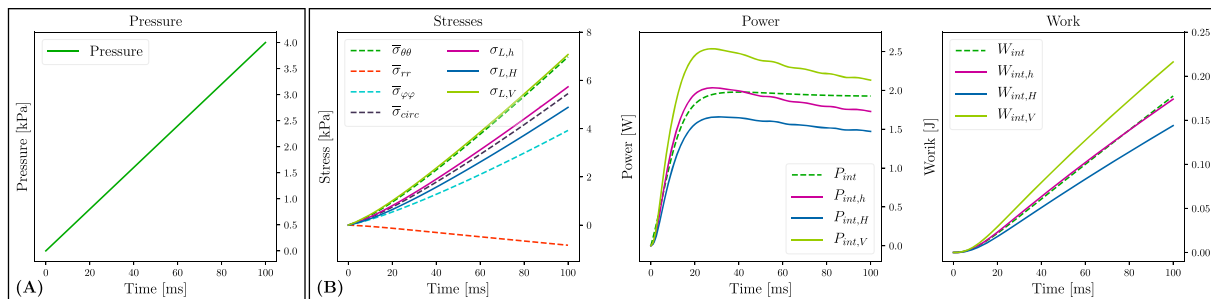 Pressure
Pressure
4.0
3.5
3.0
2.5
2.0
1.5
1.0
0.5
0.0
Pressure [kPa]
0 20 40 60 80 100
Time [ms]
(A)
Stresses
σ̅θθ
σ̅rr
σ̅φφ
σ̅circ
σL,h
σL,H
σL,V
8
6
4
2
0
Stress [kPa]
0 20 40 60 80 100
Time [ms]
(B)
Power
2.5
2.0
1.5
1.0
0.5
0.0
Power [W]
Pint
Pint,h
Pint,H
Pint,V
0 20 40 60 80 100
Time [ms]
Work
Wint
Wint,h
Wint,H
Wint,V
0.25
0.20
0.15
0.10
0.05
0.00
Worik [J]
0 20 40 60 80 100
Time [ms]